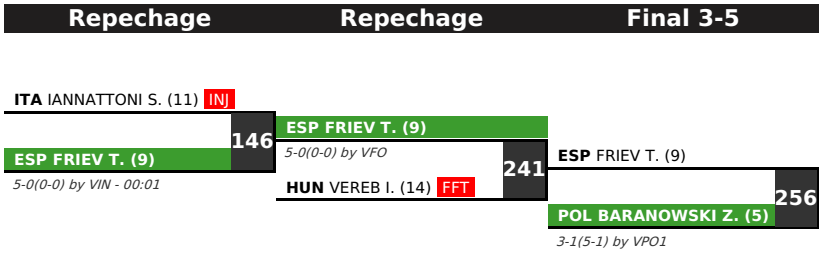 Repechage
Repechage
Final 3-5
ITA IANNATTONI S. (11) INJ
146
ESP FRIEV T. (9)
5-0(0-0) by VIN - 00:01
ESP FRIEV T. (9)
5-0(0-0) by VFO
241
HUN VEREB I. (14) FFT
ESP FRIEV T. (9)
256
POL BARANOWSKI Z. (5)
3-1(5-1) by VPO1